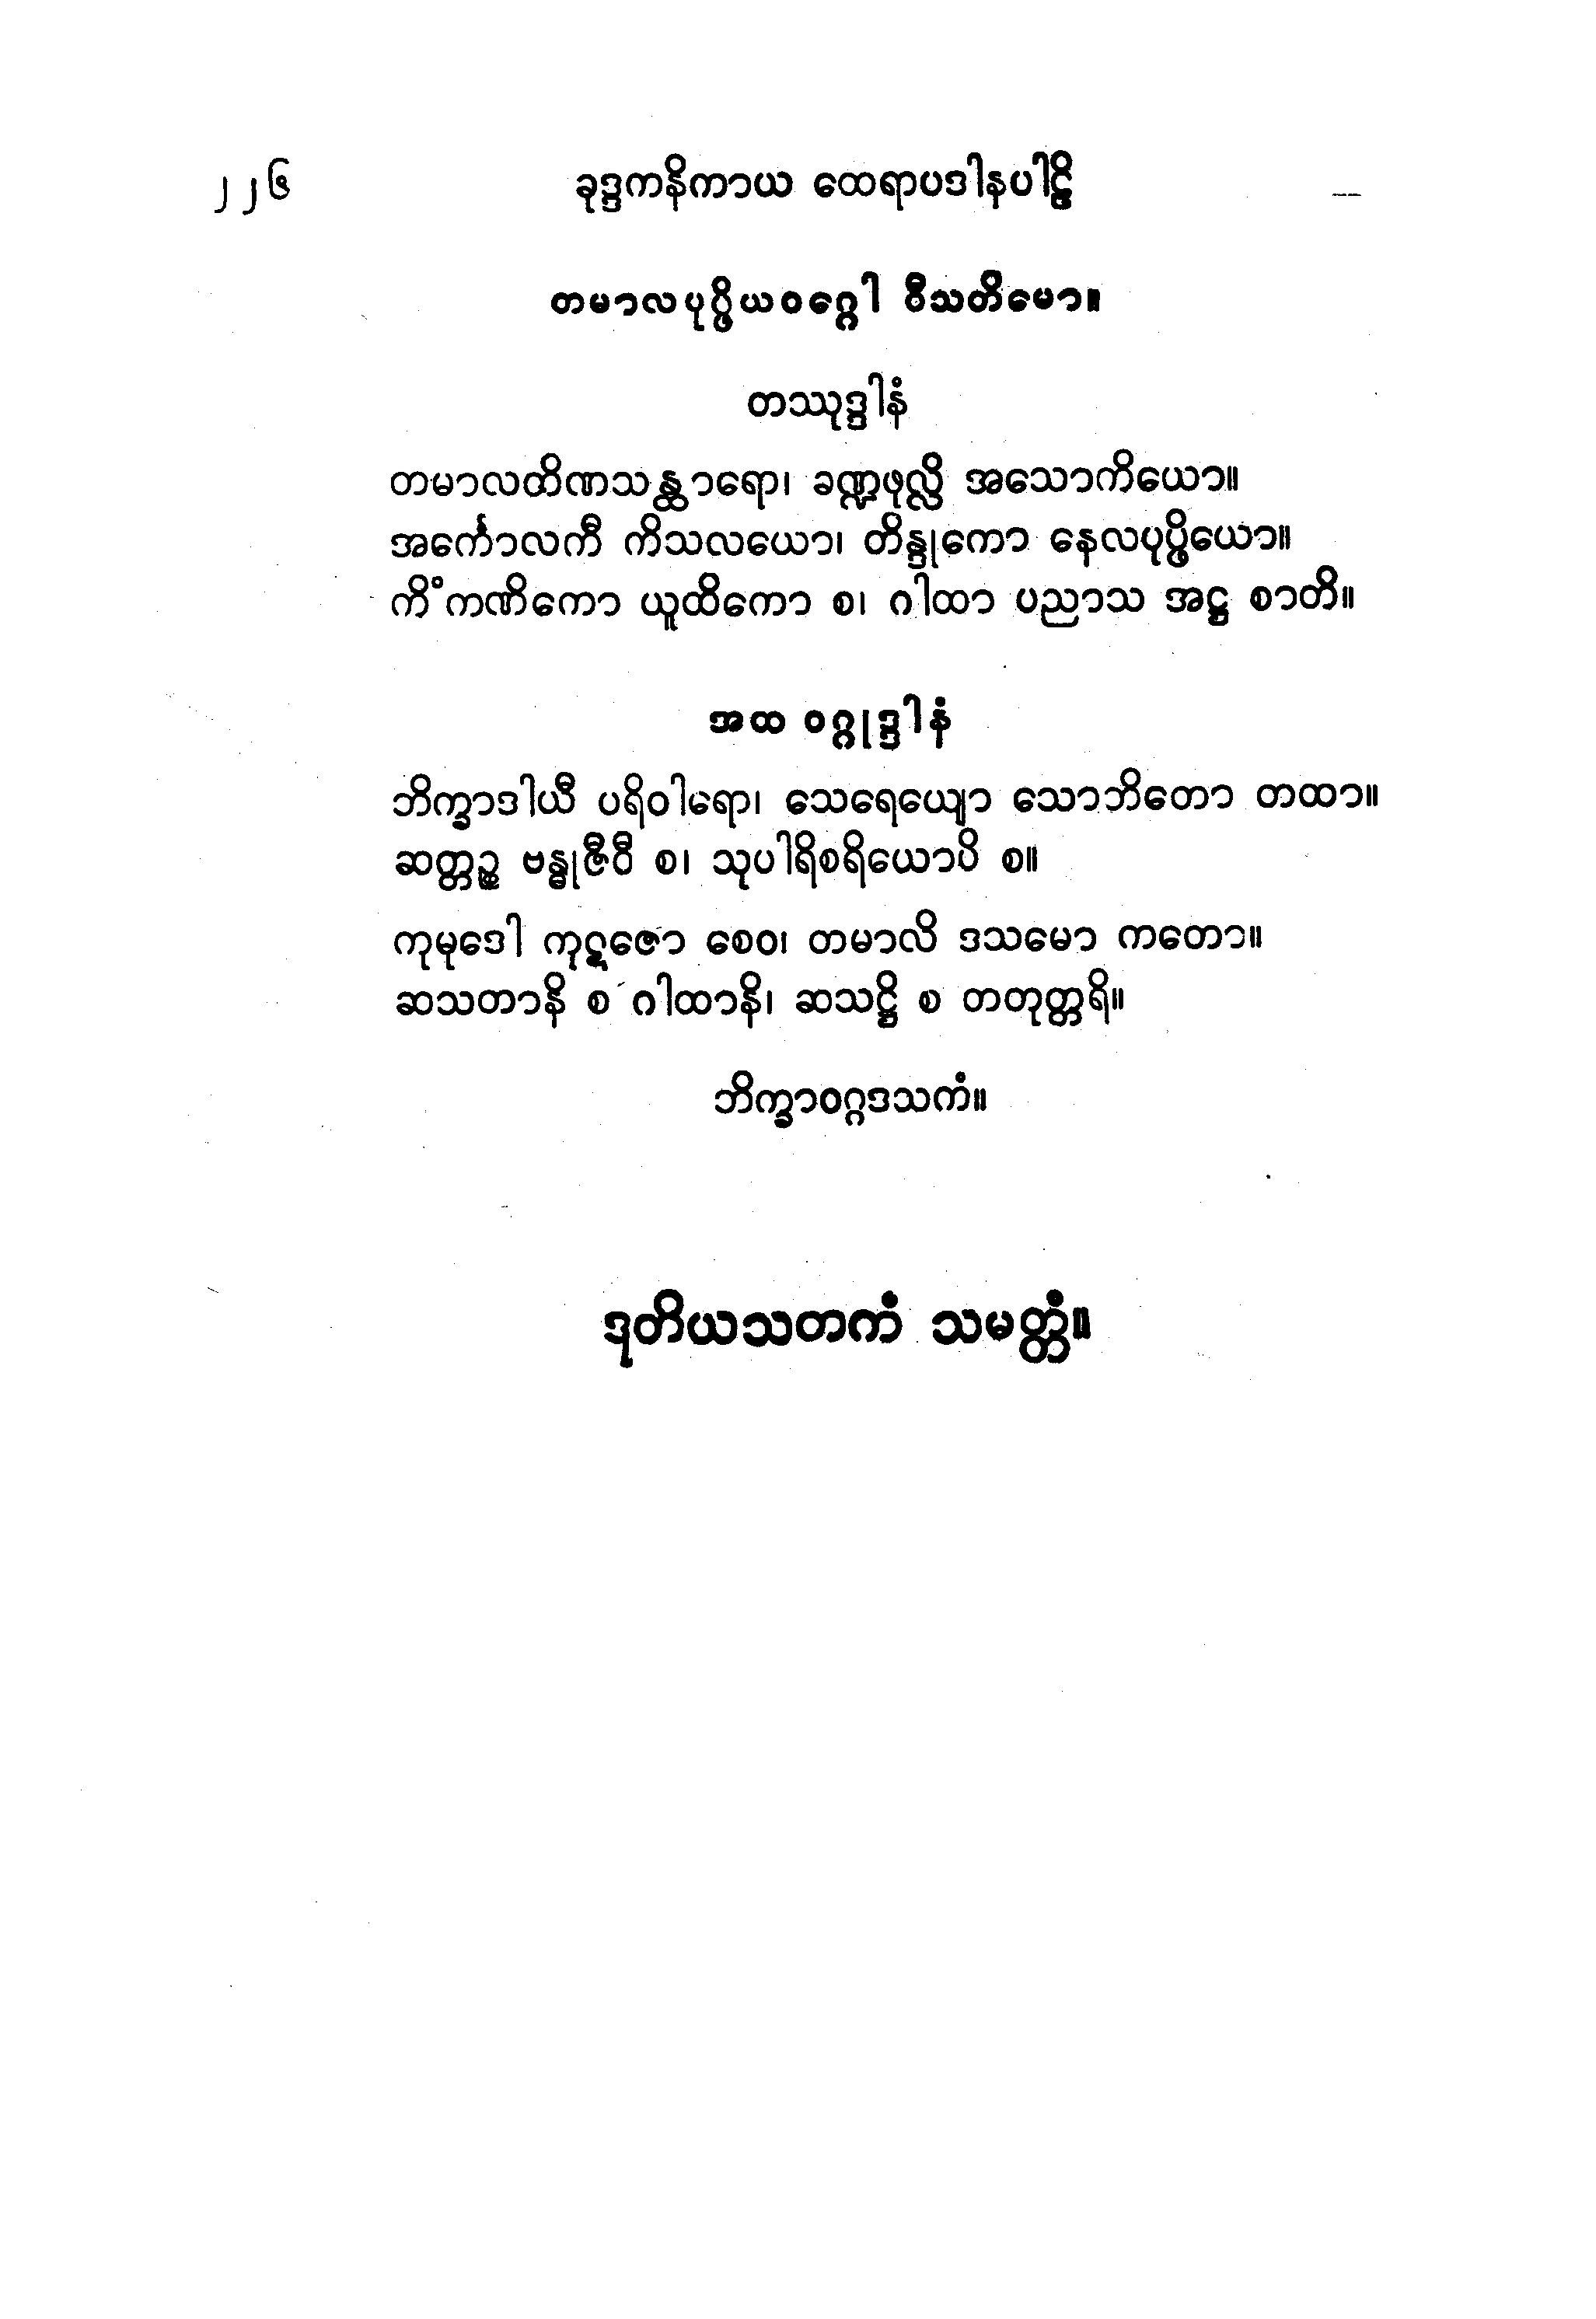 ၂၂၆ ခုဒ္ဒကနိကာယ ထေရာပဒါနပါဠိ
တမာလပုပ္ဖိယဝဂ္ဂေါ ဝီသတိမော။
တဿုဒ္ဒါနံ
တမာလတိဏသန္ထာရော၊ ခဏ္ဍဖုလ္လိ အသောကိယော။
အင်္ကောလကီ ကိသလယော၊ တိန္ဒုကော နေလပုပ္ဖိယော။
ကိံကဏိကော ယူထိကော စ၊ ဂါထာ ပညာသ အဋ္ဌ စာတိ။
အထ ဝဂ္ဂုဒ္ဒါနံ
ဘိက္ခာဒါယီ ပရိဝါရော၊ သေရေယျော သောဘိတော တထာ။
ဆတ္တဉ္စ ဗန္ဓုဇီဝီ စ၊ သုပါရိစရိယောပိ စ။
ကုမုဒေါ ကုဋဇော စေဝ၊ တမာလိ ဒသမော ကတော။
ဆသတာနိ စ ဂါထာနိ၊ ဆသဋ္ဌိ စ တတုတ္တရိ။
ဘိက္ခာဝဂ္ဂဒသကံ။
ဒုတိယသတကံ သမတ္တံ။